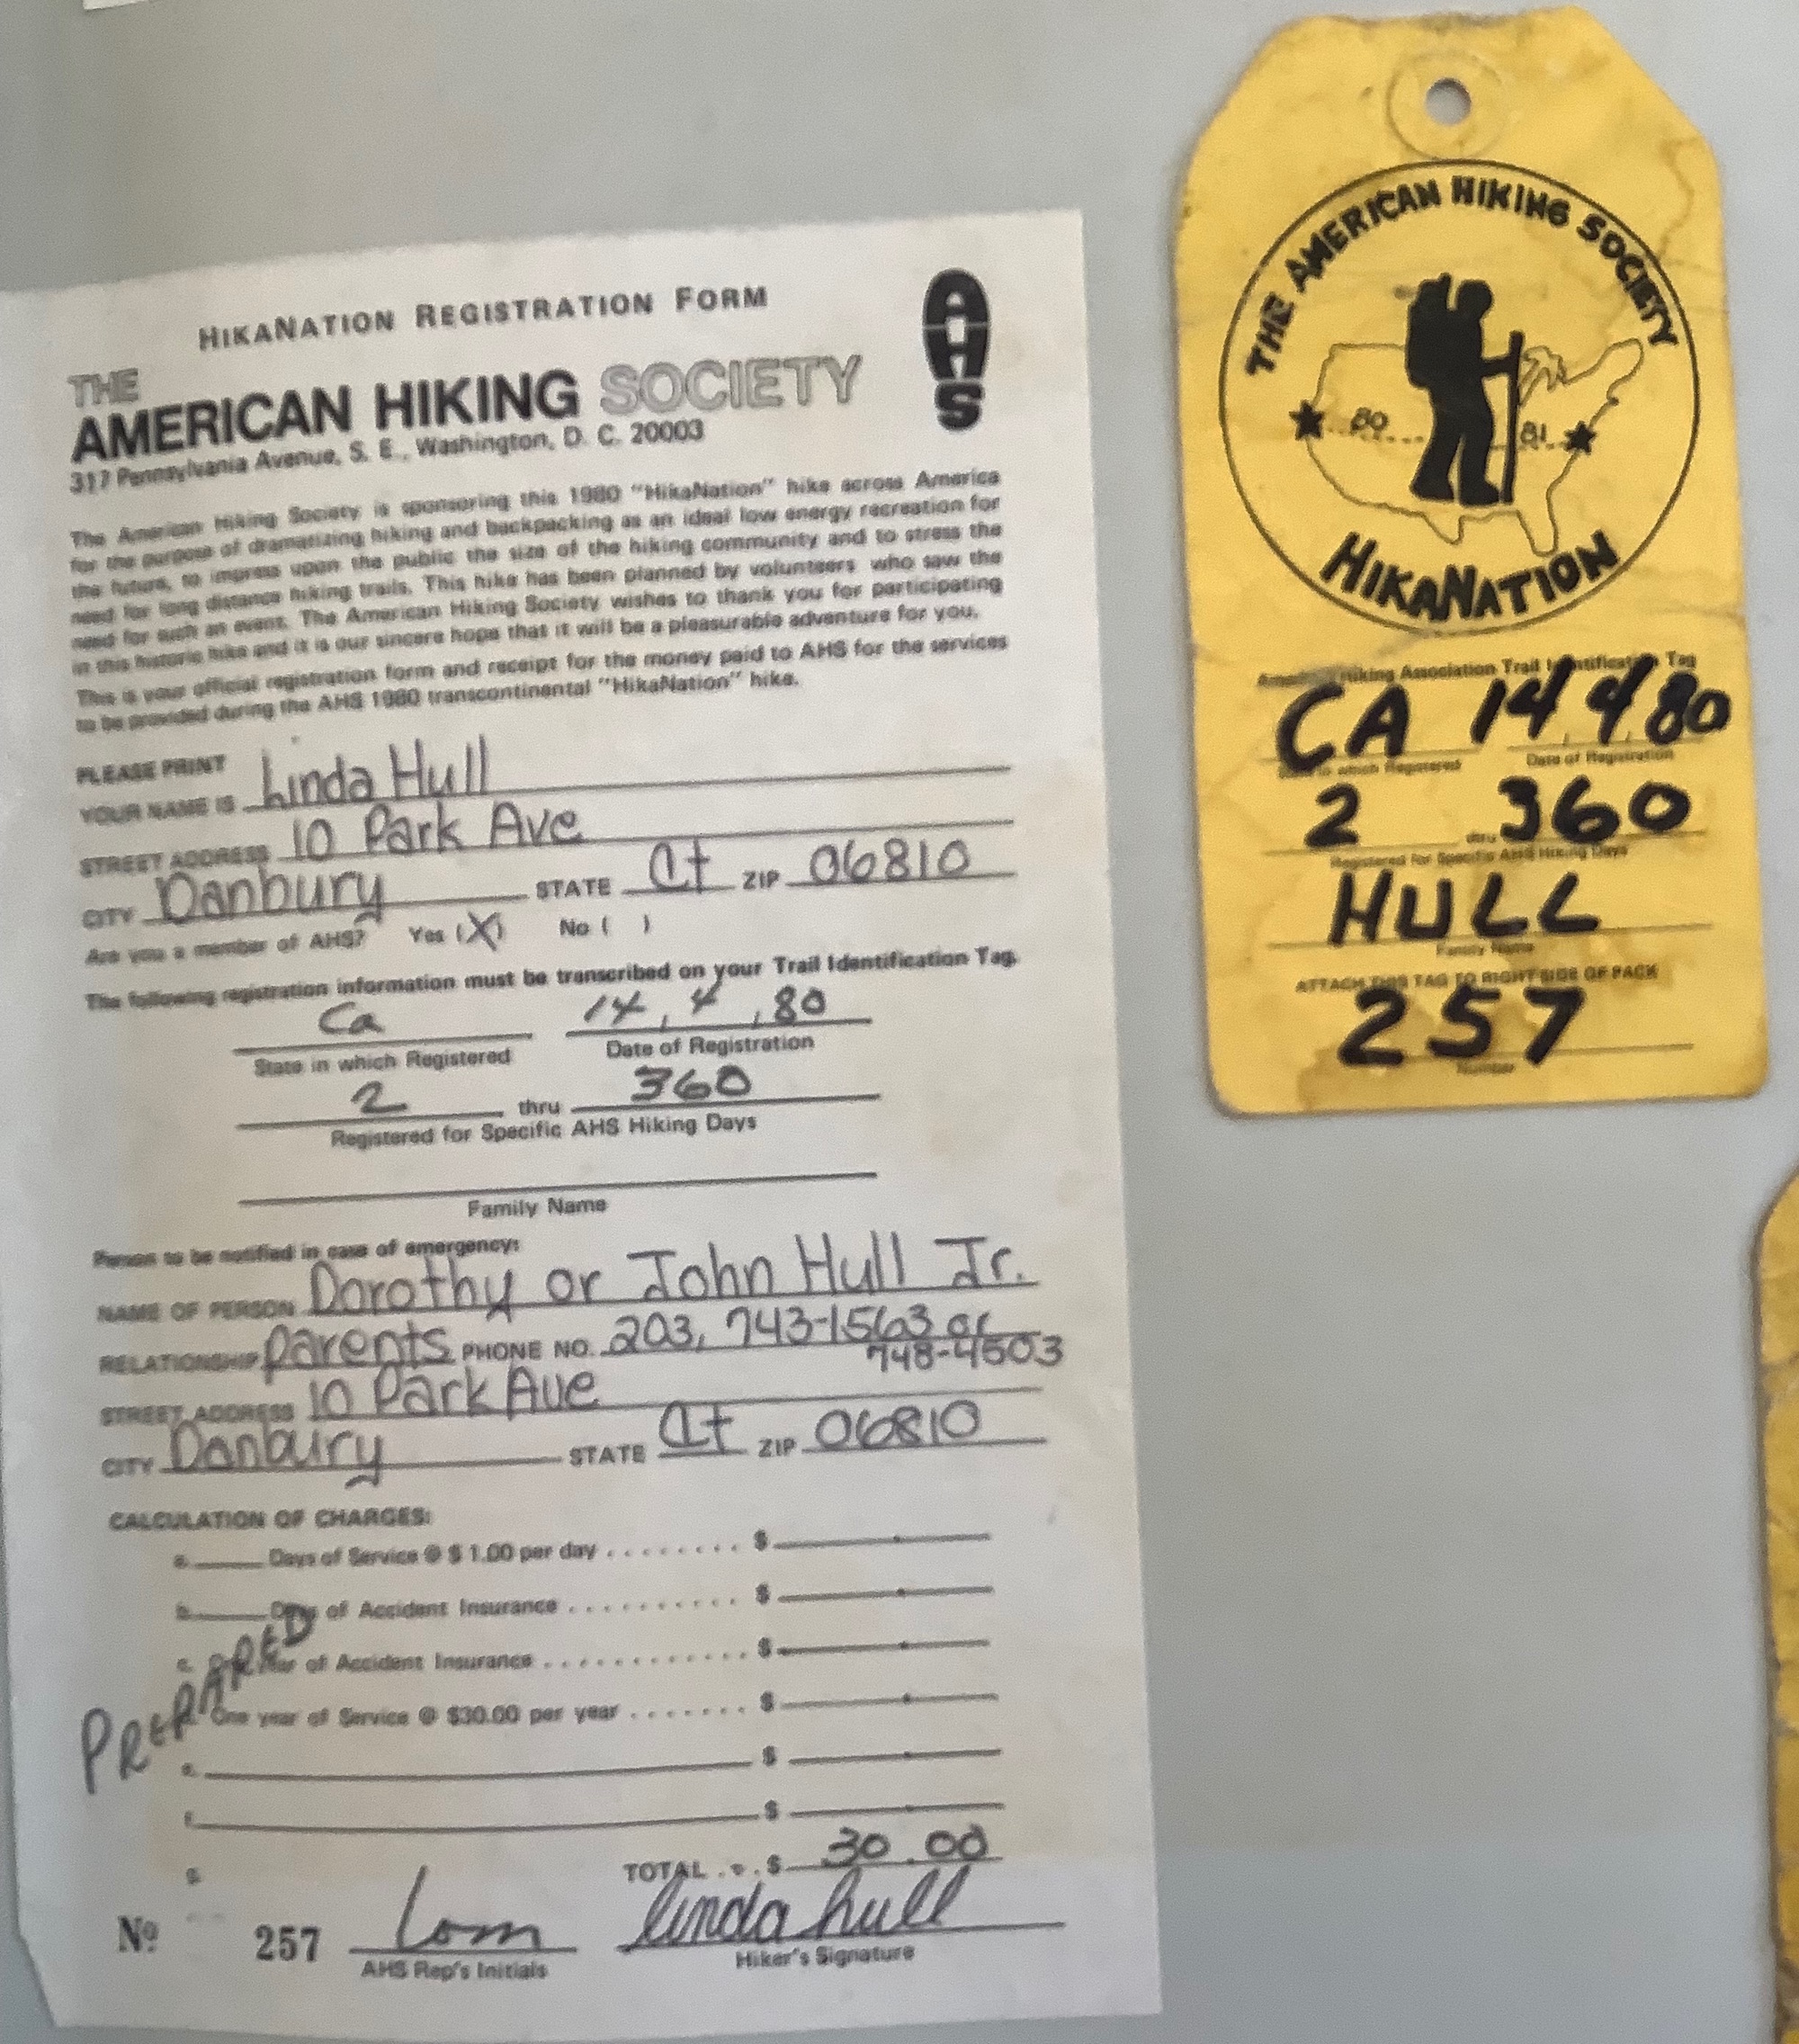 HIKANATION REGISTRATION FORM
AHS
THE
AMERICAN HIKING SOCIETY
317 Pennsylvania Avenue, S. E., Washington, D. C. 20003
The American Hiking Society is sponsoring this 1980 "HikaNation" hike across America
for the purpose of dramatizing hiking and backpacking as an ideal low energy recreation for
the future, to impress upon the public the size of the hiking community and to stress the
need for long distance hiking trails. This hike has been planned by volunteers who saw the
need for such an event. The American Hiking Society wishes to thank you for participating
in this historic hike and it is our sincere hope that it will be a pleasurable adventure for you.
This is your official registration form and receipt for the money paid to AHS for the services
to be provided during the AHS 1980 transcontinental "HikaNation" hike.
PLEASE PRINT
YOUR NAME IS Linda Hull
STREET ADDRESS 10 Park Ave
CITY Danbury STATE Ct ZIP 06810
Are you a member of AHS? Yes (X) No ( )
The following registration information must be transcribed on your Trail Identification Tag.
Ca 14, 4, 80
State in which Registered Date of Registration
2 thru 360
Registered for Specific AHS Hiking Days
Family Name
Person to be notified in case of emergency:
NAME OF PERSON Dorothy or John Hull Jr.
RELATIONSHIP parents PHONE NO. 203, 743-1563 or
748-4503
STREET ADDRESS 10 Park Ave
CITY Danbury STATE Ct ZIP 06810
CALCULATION OF CHARGES:
a. Days of Service @ $1.00 per day ........ $
b. Days of Accident Insurance .......... $
c. One year of Accident Insurance ............ $
One year of Service @ $30.00 per year ....... $
e. $
f. $
TOTAL . . $ 30.00
PREPARED
No 257 linda hull
AHS Rep's Initials Hiker's Signature
THE AMERICAN HIKING SOCIETY
80 81
HIKANATION
American Hiking Association Trail Identification Tag
CA 14, 4, 80
State in which Registered Date of Registration
2 thru 360
Registered for Specific AHS Hiking Days
HULL
Family Name
ATTACH THIS TAG TO RIGHT SIDE OF PACK
257
Number